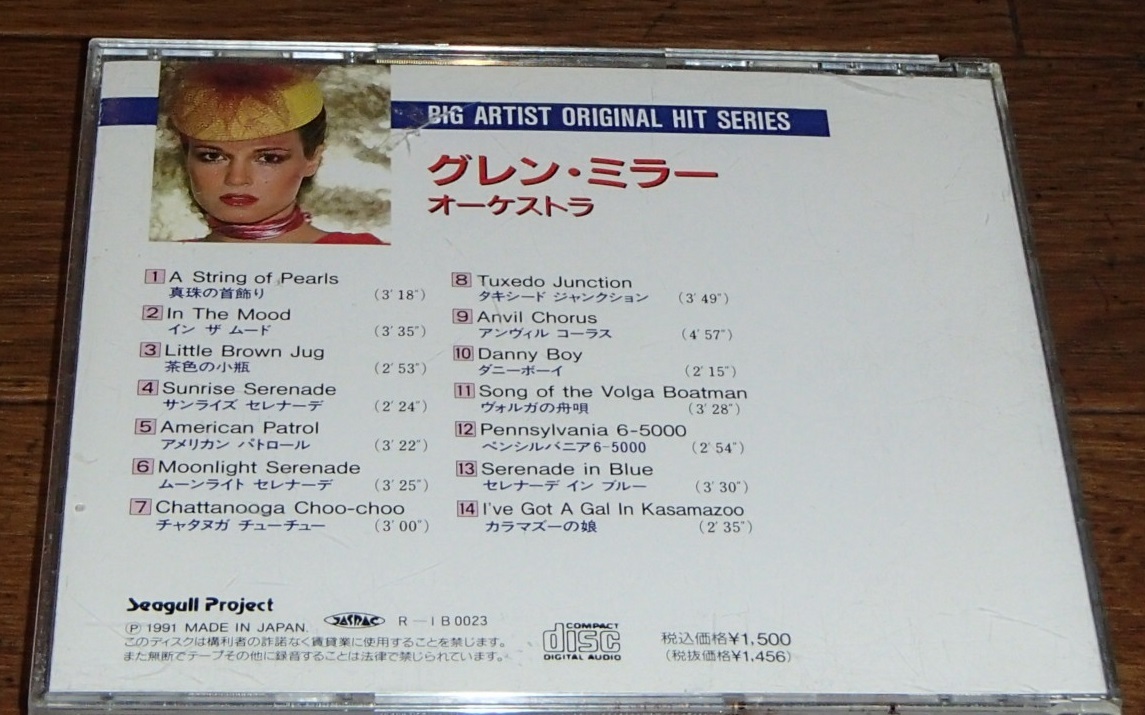 BIG ARTIST ORIGINAL HIT SERIES
グレン・ミラー
オーケストラ
1 A String of Pearls
真珠の首飾り (3'18")
2 In The Mood
イン ザ ムード (3'35")
3 Little Brown Jug
茶色の小瓶 (2'53")
4 Sunrise Serenade
サンライズ セレナーデ (2'24")
5 American Patrol
アメリカン パトロール (3'22")
6 Moonlight Serenade
ムーンライト セレナーデ (3'25")
7 Chattanooga Choo-choo
チャタヌガ チューチュー (3'00")
8 Tuxedo Junction
タキシード ジャンクション (3'49")
9 Anvil Chorus
アンヴィル コーラス (4'57")
10 Danny Boy
ダニーボーイ (2'15")
11 Song of the Volga Boatman
ヴォルガの舟唄 (3'28")
12 Pennsylvania 6-5000
ペンシルバニア6-5000 (2'54")
13 Serenade in Blue
セレナーデ イン ブルー (3'30")
14 I've Got A Gal In Kasamazoo
カラマズーの娘 (2'35")
Seagull Project
Ⓟ 1991 MADE IN JAPAN. JASRAC R-IB0023
このディスクは構利者の許諾なく賃貸業に使用することを禁じます。
また無断でテープその他に録音することは法律で禁じられています。
COMPACT
disc
DIGITAL AUDIO
税込価格¥1,500
(税抜価格¥1,456)